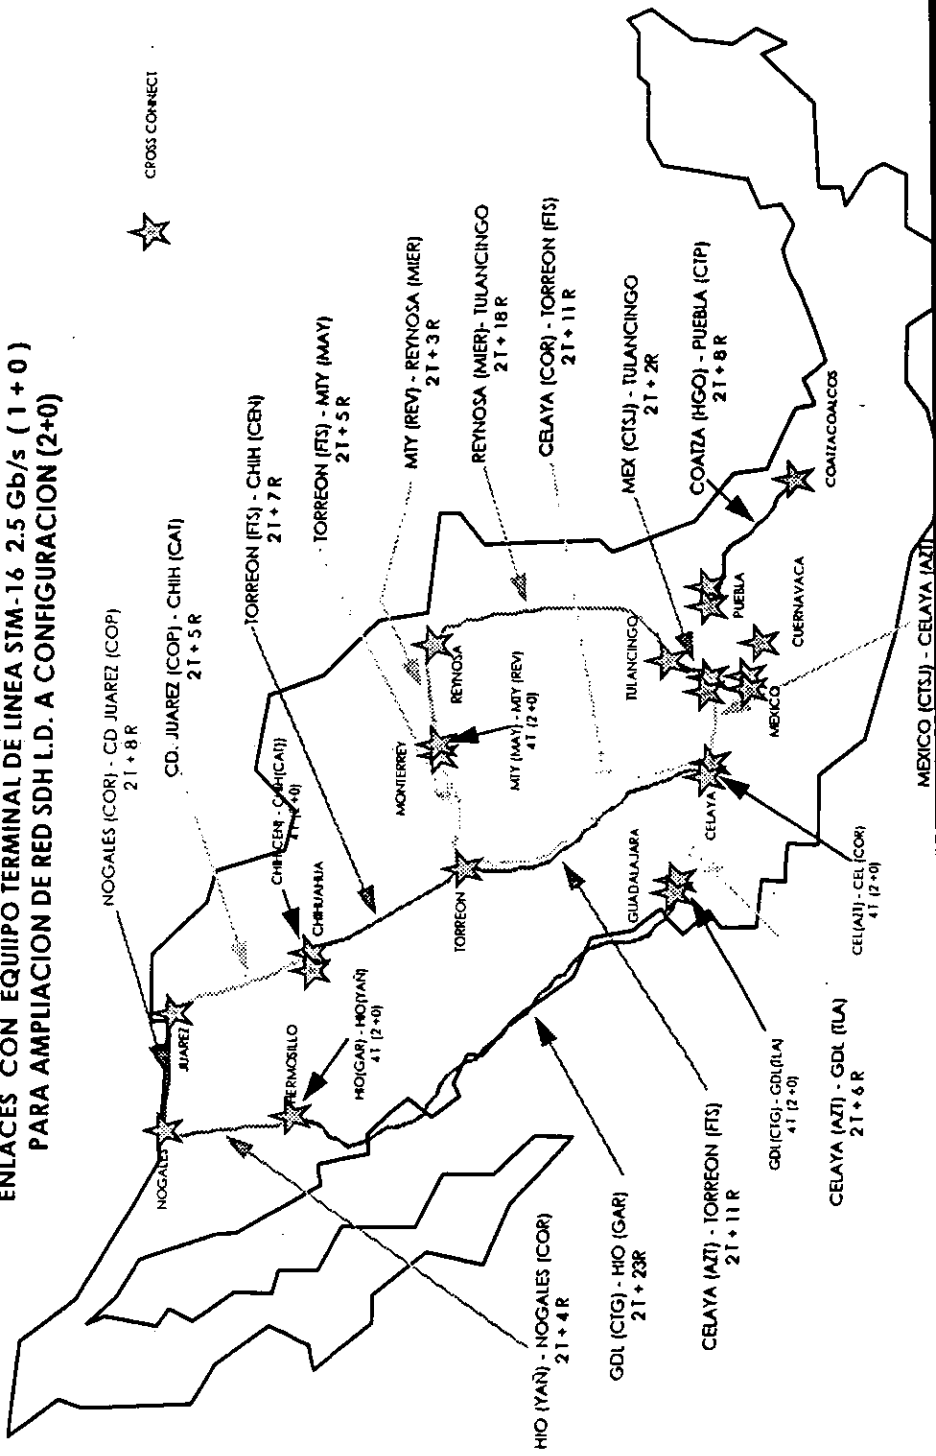 ENLACES CON EQUIPO TERMINAL DE LINEA STM-16 2.5 Gb/s ( 1 + 0 )
PARA AMPLIACION DE RED SDH L.D. A CONFIGURACION (2+0)
CROSS CONNECT
NOGALES (COR) - CD JUAREZ (COP)
2T + 8 R
CD. JUAREZ (COP) - CHIH (CAT)
2T + 5 R
TORREON (FTS) - CHIH (CEN)
2T + 7 R
TORREON (FTS) - MTY (MAY)
2T + 5 R
MTY (REV) - REYNOSA (MIER)
2T + 3 R
REYNOSA (MIER)- TULANCINGO
2T + 18 R
CELAYA (COR) - TORREON (FTS)
2T + 11 R
MEX (CTSJ) - TULANCINGO
2T + 2R
COATZA (HGO) - PUEBLA (CTP)
2T + 8 R
NOGALES
JUAREZ
CHIH(CEN) - CHIH(CAT)
4T (2+0)
CHIHUAHUA
HERMOSILLO
HIO(GAR) - HIO(YAÑ)
4T (2+0)
MONTERREY
REYNOSA
MTY (MAY) - MTY (REV)
4T (2+0)
TORREON
TULANCINGO
PUEBLA
COATZACOALCOS
CUERNAVACA
MEXICO
CELAYA
GUADALAJARA
CEL(AZT) - CEL (COR)
4T (2+0)
GDL(CTG) - GDL(TLA)
4T (2+0)
MEXICO (CTSJ) - CELAYA (AZT)
HIO (YAÑ) - NOGALES (COR)
2T + 4 R
GDL (CTG) - HIO (GAR)
2T + 23R
CELAYA (AZT) - TORREON (FTS)
2T + 11 R
CELAYA (AZT) - GDL (TLA)
2T + 6 R